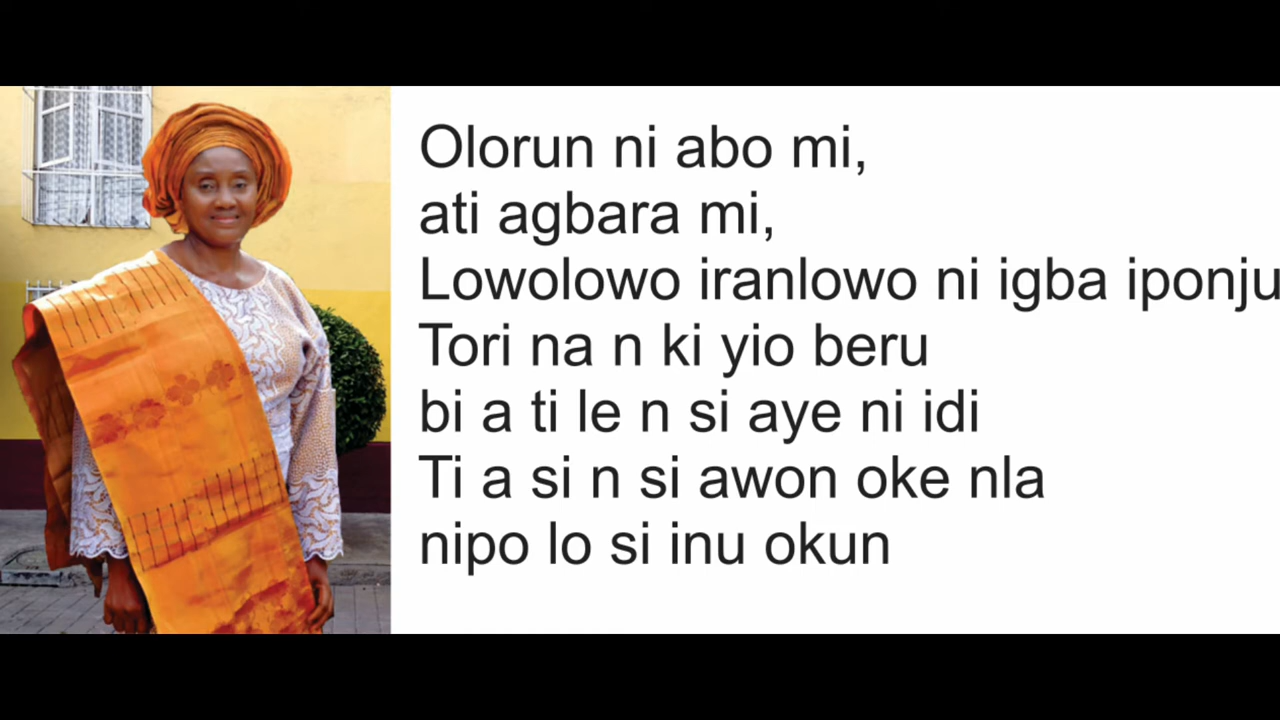 Olorun ni abo mi,
ati agbara mi,
Lowolowo iranlowo ni igba iponju
Tori na n ki yio beru
bi a ti le n si aye ni idi
Ti a si n si awon oke nla
nipo lo si inu okun